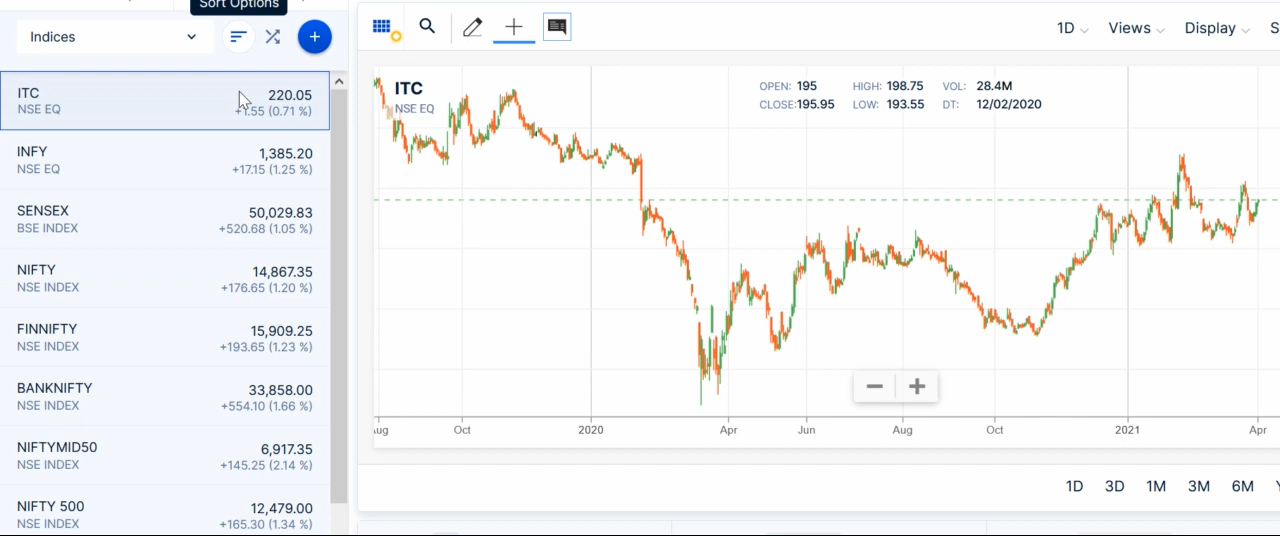 Sort Options
Indices
ITC
220.05
NSE EQ
+1.55 (0.71 %)
INFY
1,385.20
NSE EQ
+17.15 (1.25 %)
SENSEX
50,029.83
BSE INDEX
+520.68 (1.05 %)
NIFTY
14,867.35
NSE INDEX
+176.65 (1.20 %)
FINNIFTY
15,909.25
NSE INDEX
+193.65 (1.23 %)
BANKNIFTY
33,858.00
NSE INDEX
+554.10 (1.66 %)
NIFTYMID50
6,917.35
NSE INDEX
+145.25 (2.14 %)
NIFTY 500
12,479.00
NSE INDEX
+165.30 (1.34 %)
1D Views Display S
ITC
NSE EQ
OPEN: 195 HIGH: 198.75 VOL: 28.4M
CLOSE:195.95 LOW: 193.55 DT: 12/02/2020
Aug Oct 2020 Apr Jun Aug Oct 2021 Apr
1D 3D 1M 3M 6M